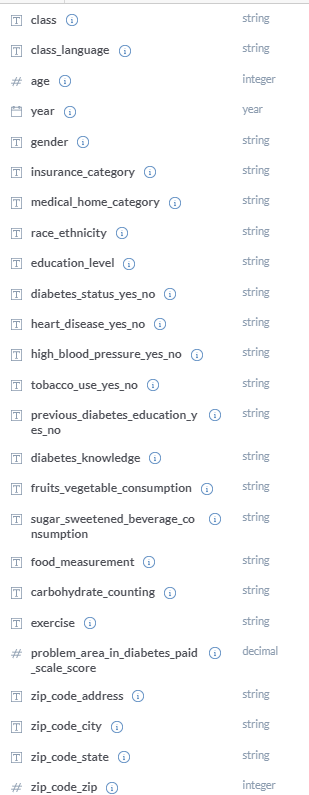 class string
class_language string
# age integer
year year
gender string
insurance_category string
medical_home_category string
race_ethnicity string
education_level string
diabetes_status_yes_no string
heart_disease_yes_no string
high_blood_pressure_yes_no string
tobacco_use_yes_no string
previous_diabetes_education_y string
es_no
diabetes_knowledge string
fruits_vegetable_consumption string
sugar_sweetened_beverage_co string
nsumption
food_measurement string
carbohydrate_counting string
exercise string
# problem_area_in_diabetes_paid decimal
_scale_score
zip_code_address string
zip_code_city string
zip_code_state string
# zip_code_zip integer